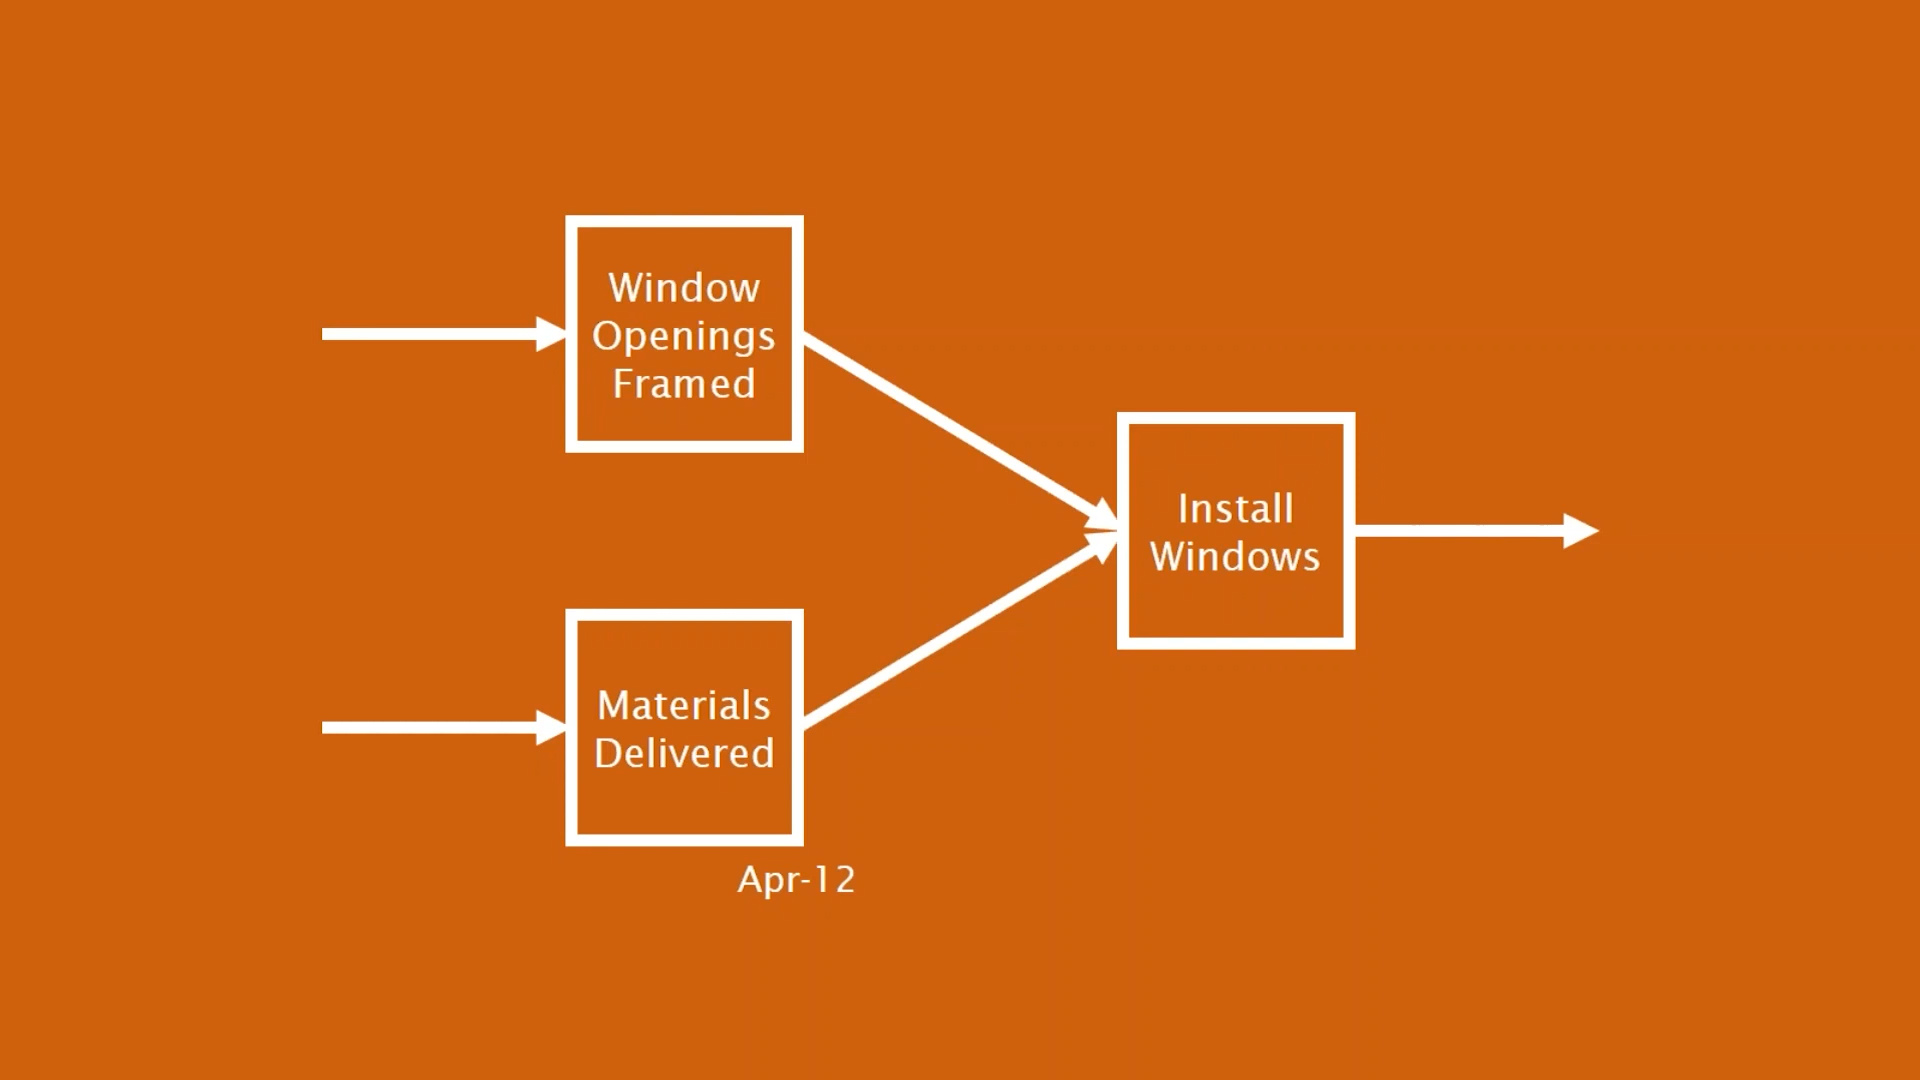 Window
Openings
Framed
Install
Windows
Materials
Delivered
Apr-12